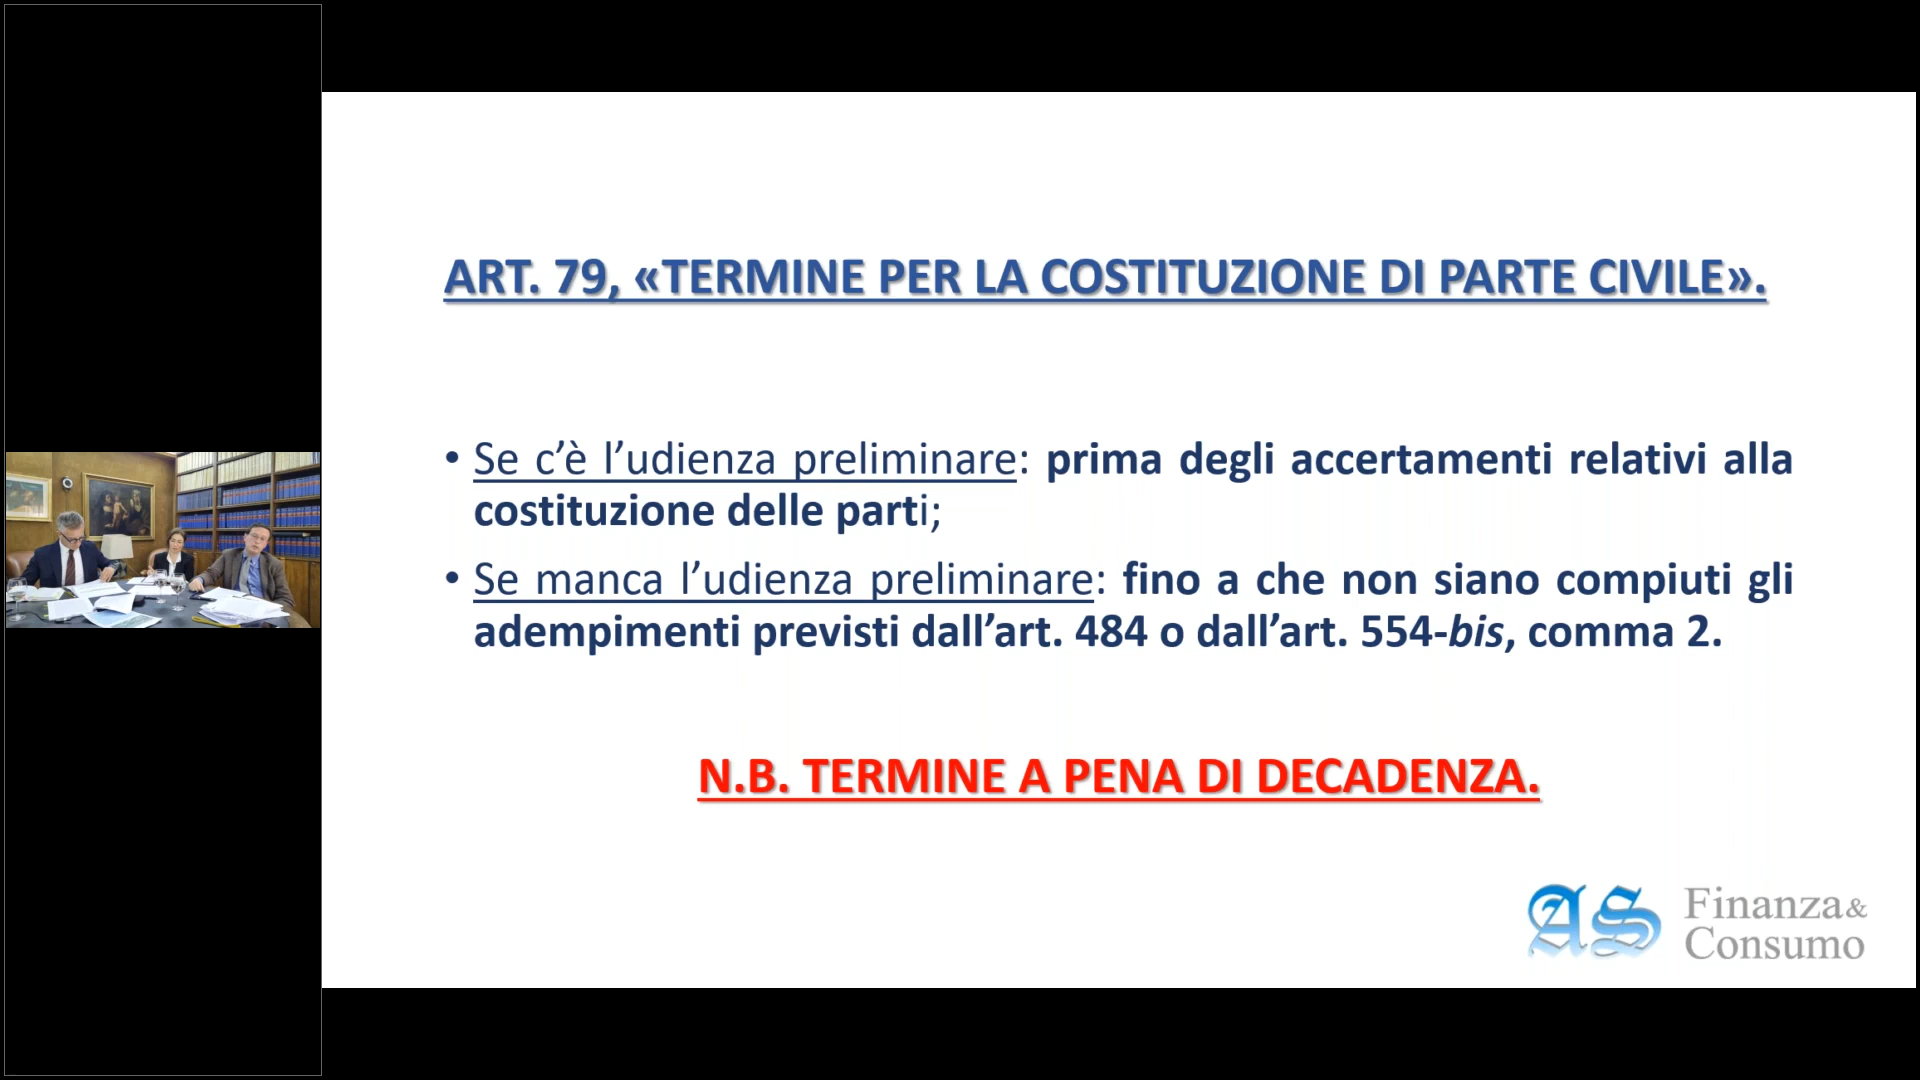 ART. 79, «TERMINE PER LA COSTITUZIONE DI PARTE CIVILE».
• Se c’è l’udienza preliminare: prima degli accertamenti relativi alla
costituzione delle parti;
• Se manca l’udienza preliminare: fino a che non siano compiuti gli
adempimenti previsti dall’art. 484 o dall’art. 554-bis, comma 2.
N.B. TERMINE A PENA DI DECADENZA.
AS Finanza&
Consumo